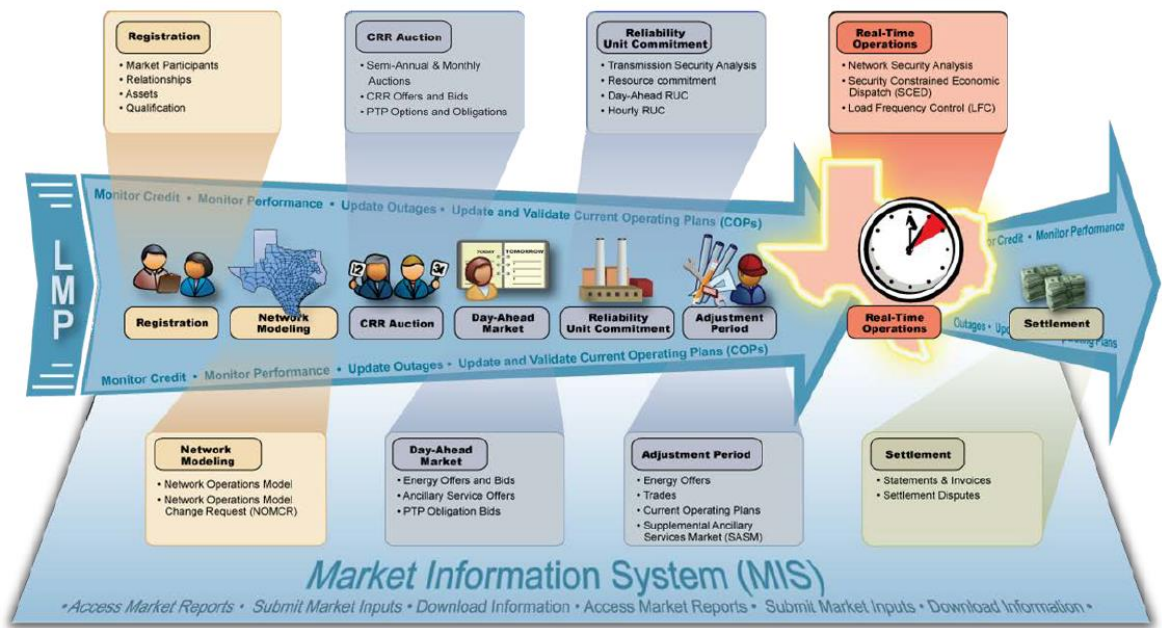 Registration
• Market Participants
• Relationships
• Assets
• Qualification
CRR Auction
• Semi-Annual & Monthly
Auctions
• CRR Offers and Bids
• PTP Options and Obligations
Reliability
Unit Commitment
• Transmission Security Analysis
• Resource commitment
• Day-Ahead RUC
• Hourly RUC
Real-Time
Operations
• Network Security Analysis
• Security Constrained Economic
Dispatch (SCED)
• Load Frequency Control (LFC)
LMP
Monitor Credit • Monitor Performance • Update Outages • Update and Validate Current Operating Plans (COPs)
Credit • Monitor Performance
12
34
TODAY
TOMORROW
Registration
Network
Modeling
CRR Auction
Day-Ahead
Market
Reliability
Unit Commitment
Adjustment
Period
Real-Time
Operations
Settlement
Outages •
Plans
Monitor Credit • Monitor Performance • Update Outages • Update and Validate Current Operating Plans (COPs)
Network
Modeling
• Network Operations Model
• Network Operations Model
Change Request (NOMCR)
Day-Ahead
Market
• Energy Offers and Bids
• Ancillary Service Offers
• PTP Obligation Bids
Adjustment Period
• Energy Offers
• Trades
• Current Operating Plans
• Supplemental Ancillary
Services Market (SASM)
Settlement
• Statements & Invoices
• Settlement Disputes
Market Information System (MIS)
• Access Market Reports • Submit Market Inputs • Download Information • Access Market Reports • Submit Market Inputs • Download Information •